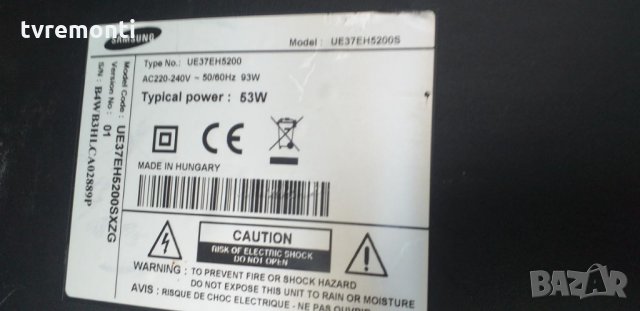 tvremonti
SAMSUNG
Model : UE37EH5200S
Type No.: UE37EH5200
AC220-240V ~ 50/60Hz 93W
Typical power : 53W
CE
MADE IN HUNGARY
Model Code : UE37EH5200SXZG
Version No : 01
S/N : B4WB3HLCA02889P
CAUTION
RISK OF ELECTRIC SHOCK
DO NOT OPEN
WARNING : TO PREVENT FIRE OR SHOCK HAZARD
DO NOT EXPOSE THIS UNIT TO RAIN OR MOISTURE
AVIS : RISQUE DE CHOC ELECTRIQUE - NE PAS OUVRIR
BAZAR